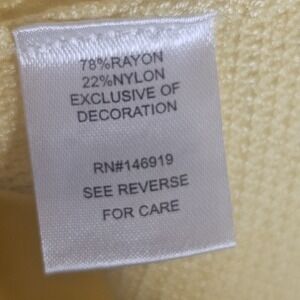 78%RAYON
22%NYLON
EXCLUSIVE OF
DECORATION
RN#146919
SEE REVERSE
FOR CARE